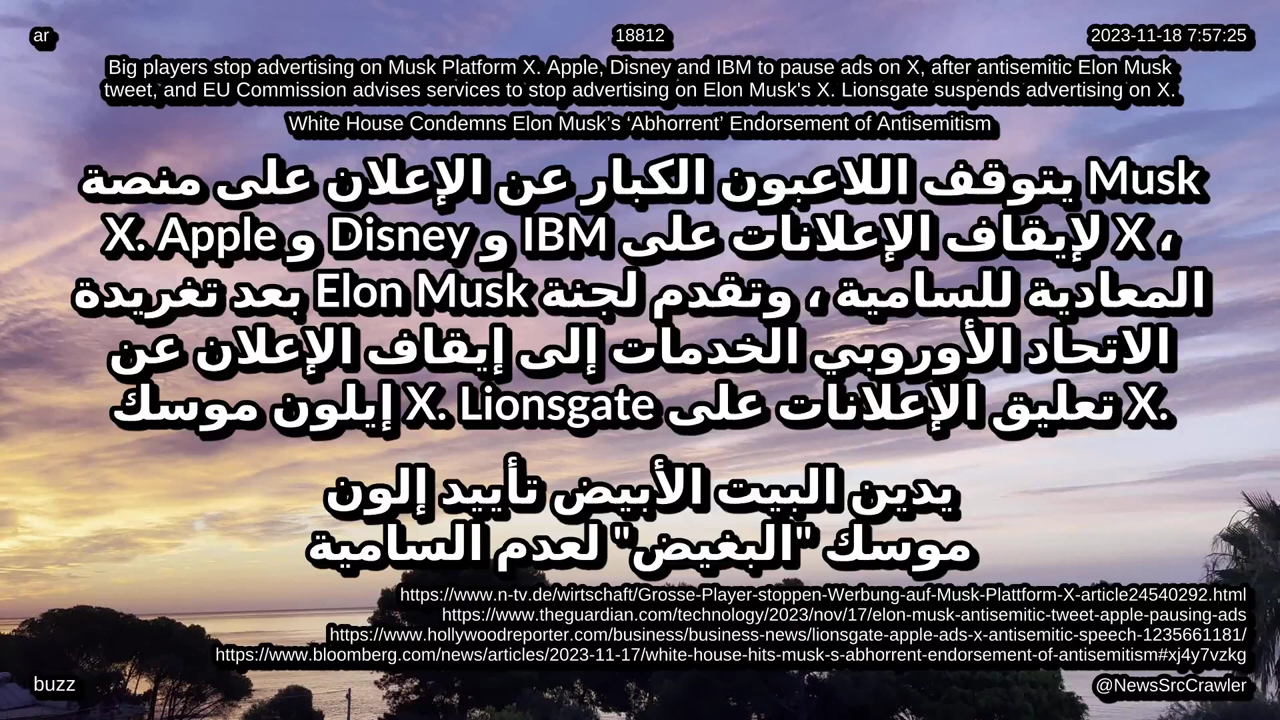 ar
18812
2023-11-18 7:57:25
Big players stop advertising on Musk Platform X. Apple, Disney and IBM to pause ads on X, after antisemitic Elon Musk
tweet, and EU Commission advises services to stop advertising on Elon Musk's X. Lionsgate suspends advertising on X.
White House Condemns Elon Musk’s ‘Abhorrent’ Endorsement of Antisemitism
يتوقف اللاعبون الكبار عن الإعلان على منصة Musk
X. Apple و Disney و IBM لإيقاف الإعلانات على X ،
بعد تغريدة Elon Musk المعادية للسامية ، وتقدم لجنة
الاتحاد الأوروبي الخدمات إلى إيقاف الإعلان عن
إيلون موسك X. Lionsgate تعليق الإعلانات على X.
يدين البيت الأبيض تأييد إلون
موسك "البغيض" لعدم السامية
https://www.n-tv.de/wirtschaft/Grosse-Player-stoppen-Werbung-auf-Musk-Plattform-X-article24540292.html
https://www.theguardian.com/technology/2023/nov/17/elon-musk-antisemitic-tweet-apple-pausing-ads
https://www.hollywoodreporter.com/business/business-news/lionsgate-apple-ads-x-antisemitic-speech-1235661181/
https://www.bloomberg.com/news/articles/2023-11-17/white-house-hits-musk-s-abhorrent-endorsement-of-antisemitism#xj4y7vzkg
buzz
@NewsSrcCrawler